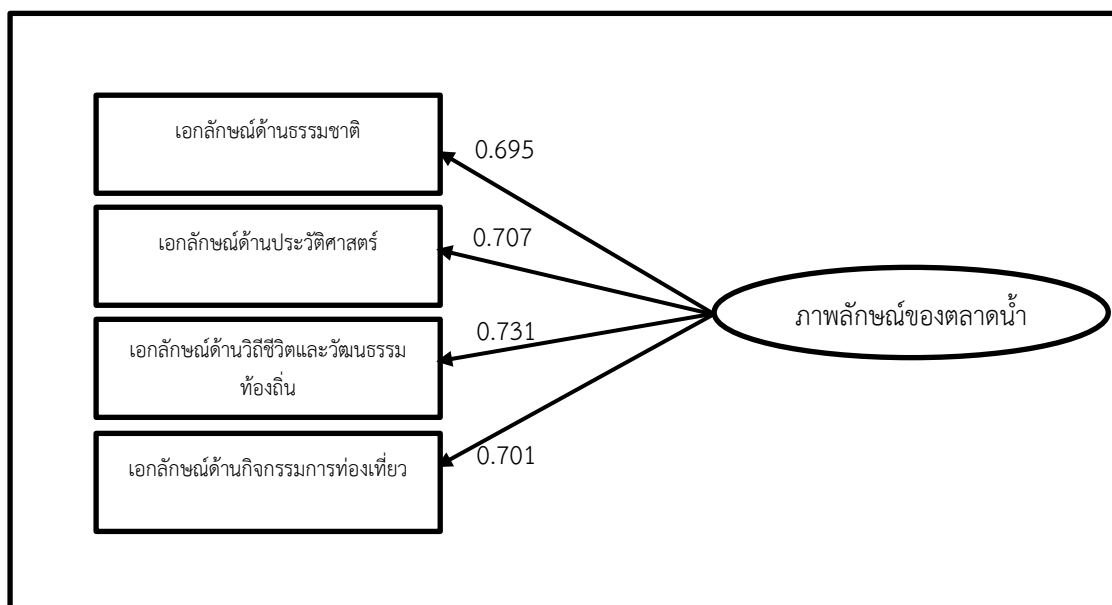 เอกลักษณ์ด้านธรรมชาติ
0.695
เอกลักษณ์ด้านประวัติศาสตร์
0.707
เอกลักษณ์ด้านวิถีชีวิตและวัฒนธรรม
ท้องถิ่น
0.731
ภาพลักษณ์ของตลาดน้ำ
เอกลักษณ์ด้านกิจกรรมการท่องเที่ยว
0.701